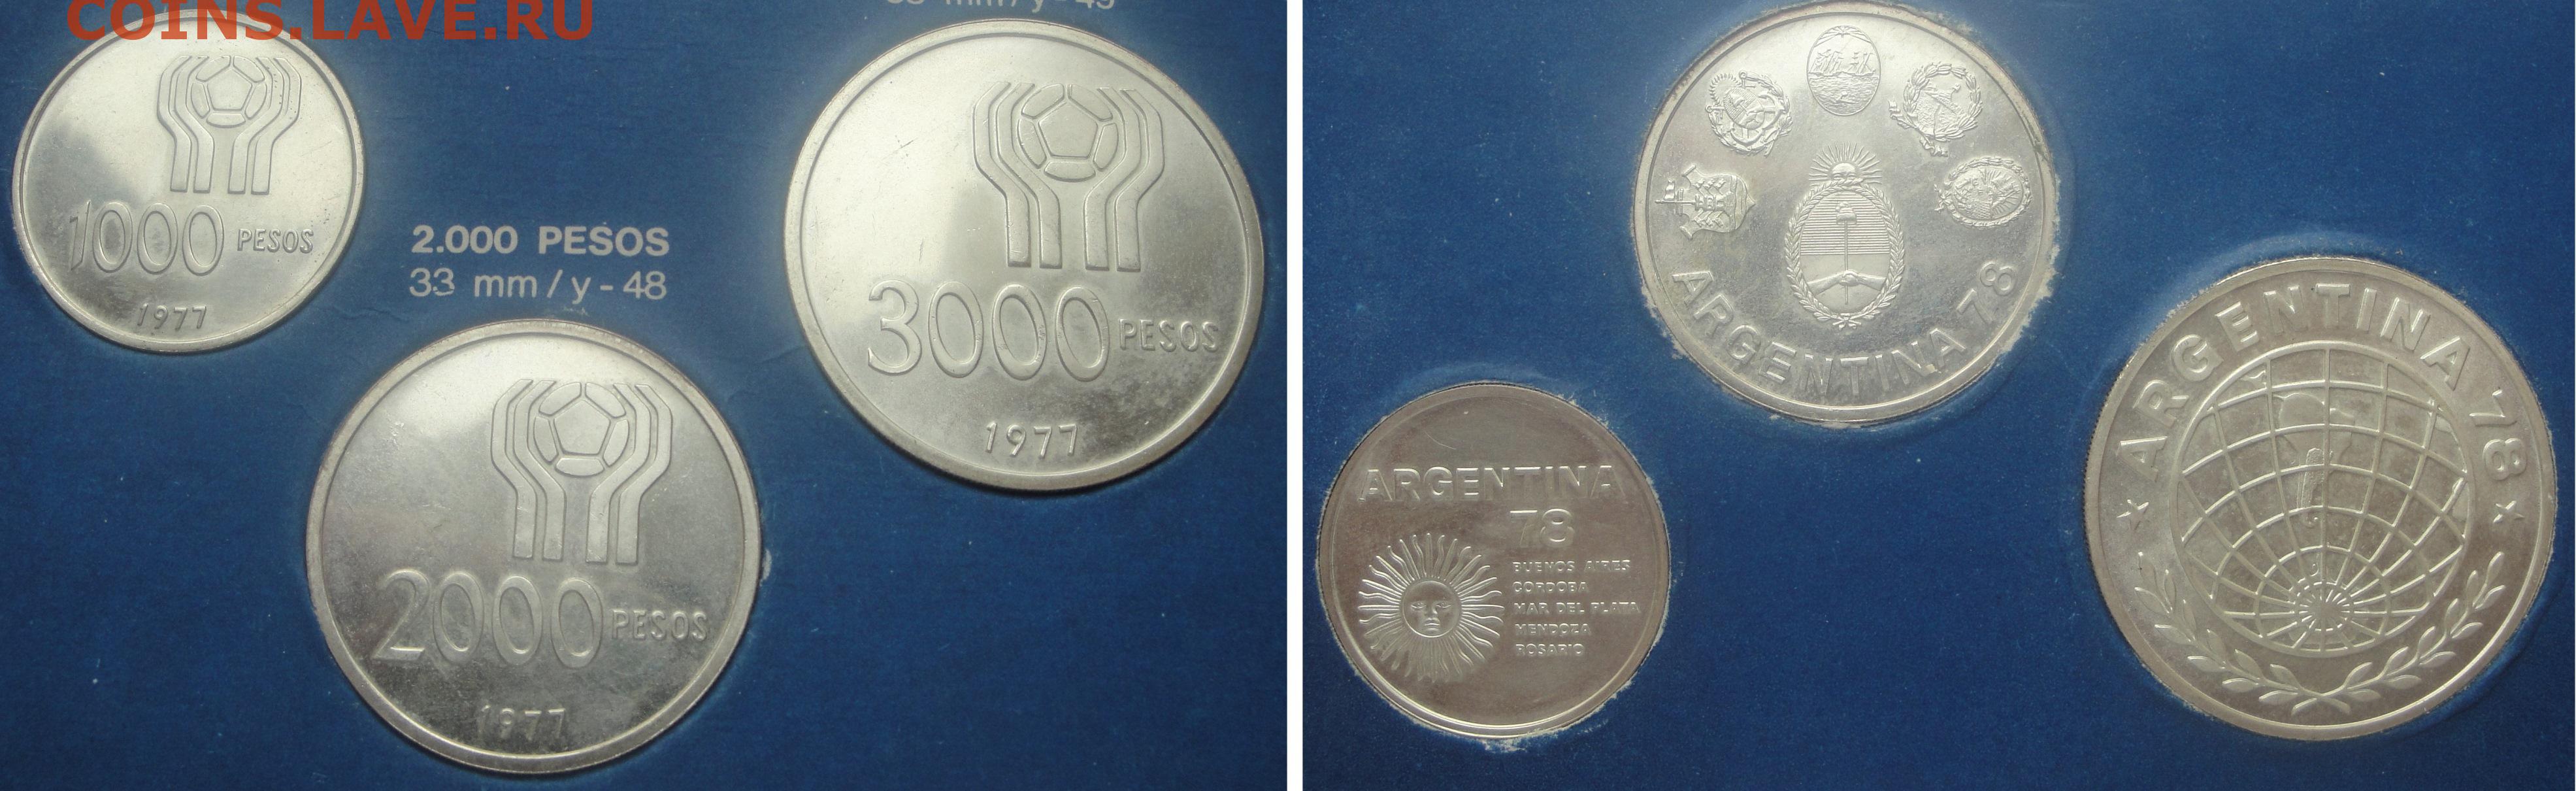 COINS.LAVE.RU
1000 PESOS
1977
2.000 PESOS
33 mm / y - 48
2000 PESOS
1977
3000 PESOS
1977
ARGENTINA 78
ARGENTINA
78
BUENOS AIRES
CORDOBA
MAR DEL PLATA
MENDOZA
ROSARIO
ARGENTINA 78